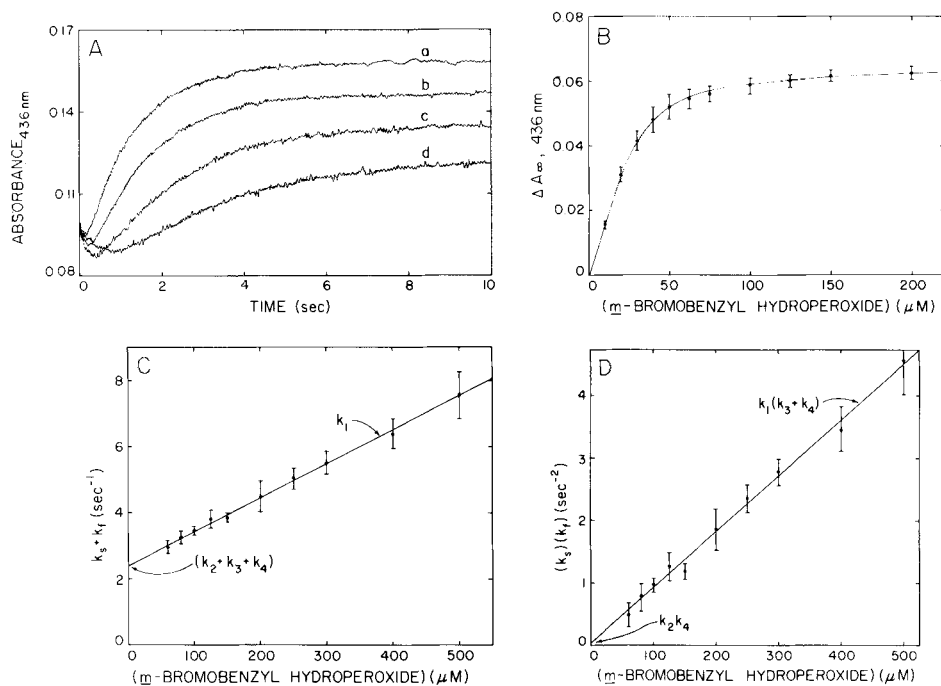 A
0.17
0.14
0.11
0.08
ABSORBANCE436 nm
a
b
c
d
0 2 4 6 8 10
TIME (sec)
B
0.08
0.06
0.04
0.02
0
Δ A∞, 436 nm
0 50 100 150 200
(m-BROMOBENZYL HYDROPEROXIDE) (μM)
C
8
6
4
2
0
ks + kf (sec-1)
k1
(k2 + k3 + k4)
0 100 200 300 400 500
(m-BROMOBENZYL HYDROPEROXIDE) (μM)
D
4
3
2
1
0
(ks)(kf) (sec-2)
k1(k3 + k4)
k2k4
0 100 200 300 400 500
(m-BROMOBENZYL HYDROPEROXIDE) (μM)